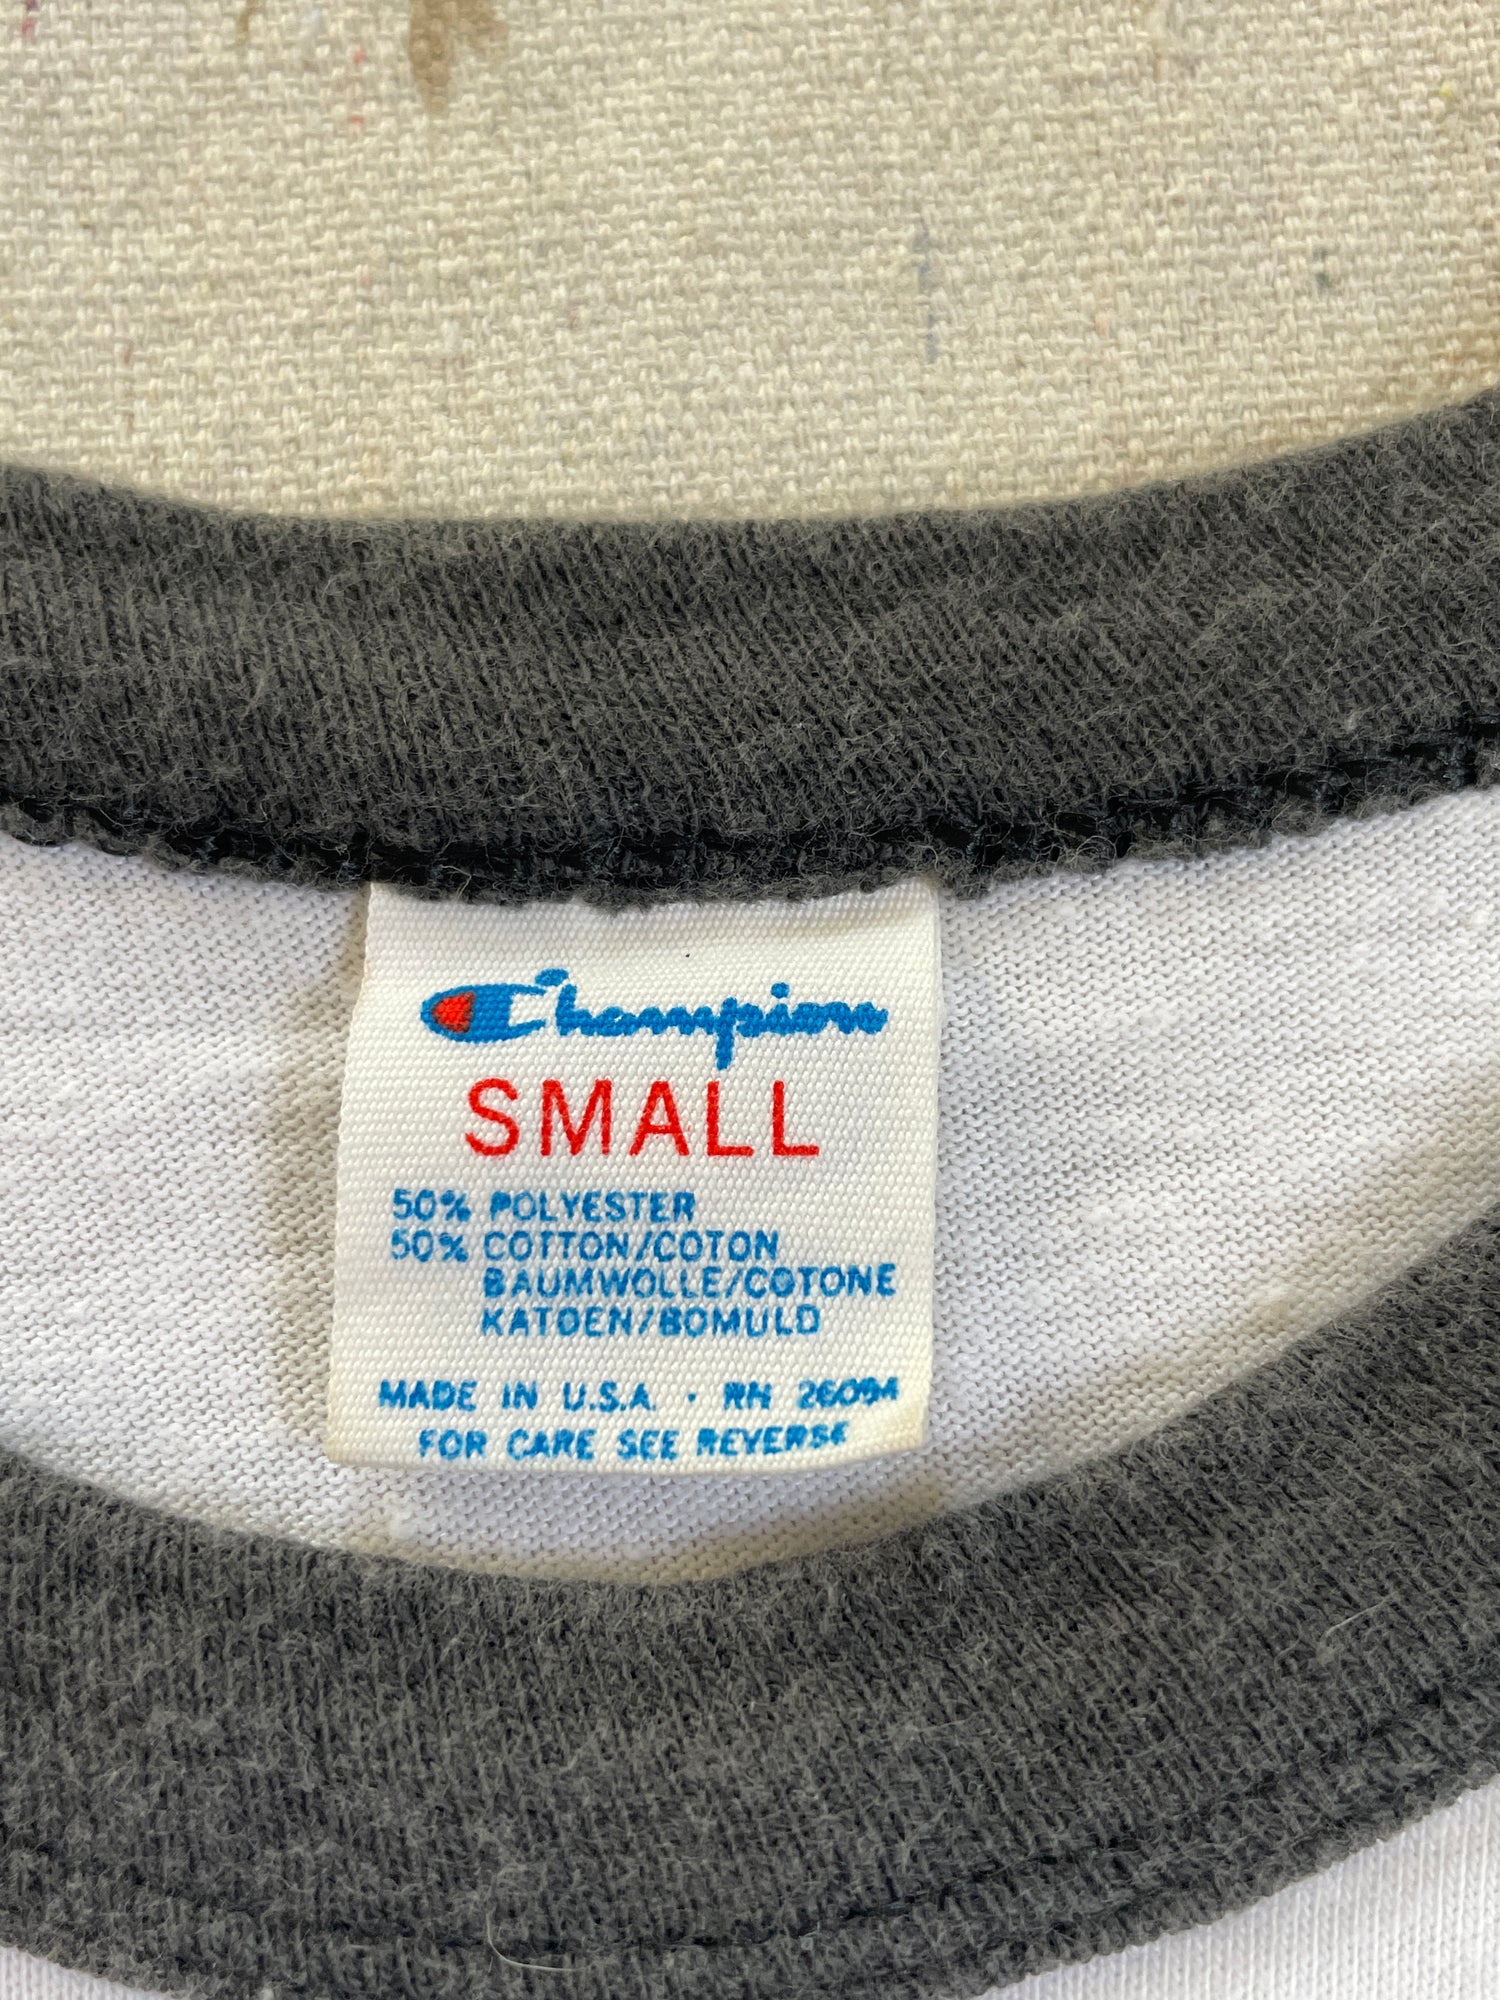 Champion
SMALL
50% POLYESTER
50% COTTON/COTON
BAUMWOLLE/COTONE
KATOEN/BOMULD
MADE IN U.S.A. · RN 26094
FOR CARE SEE REVERSE